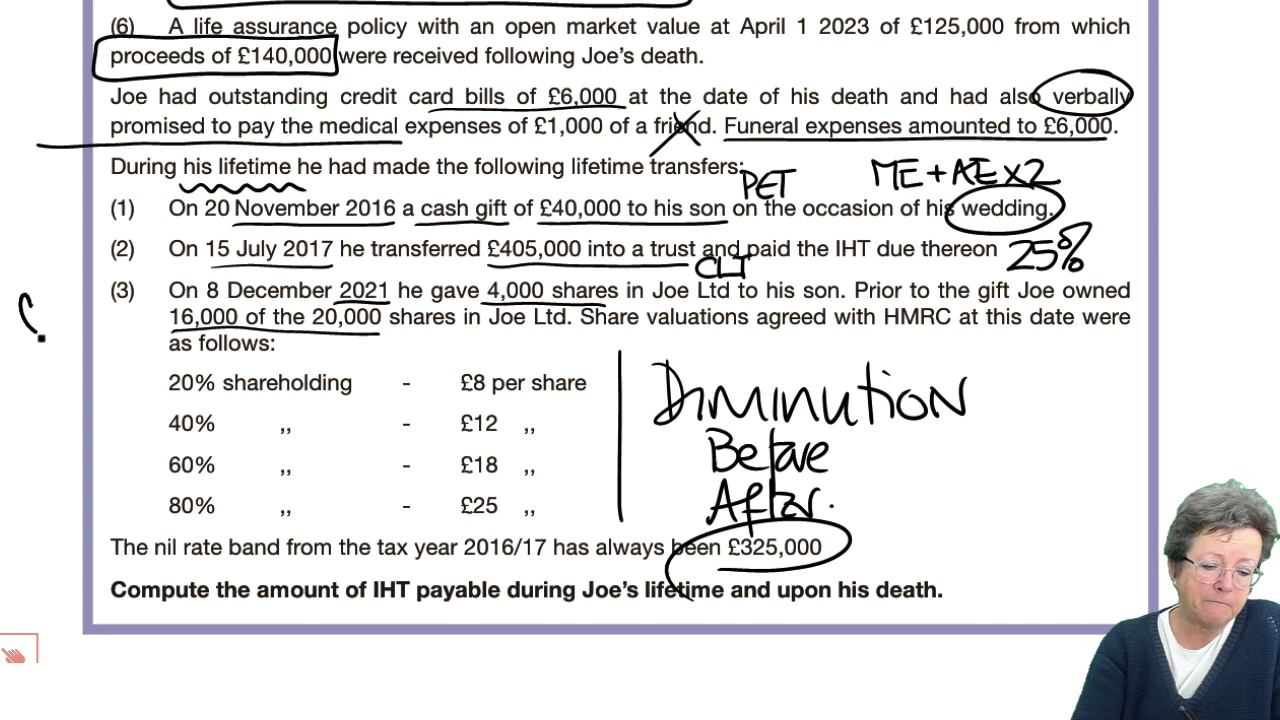 (6) A life assurance policy with an open market value at April 1 2023 of £125,000 from which
proceeds of £140,000 were received following Joe's death.
Joe had outstanding credit card bills of £6,000 at the date of his death and had also verbally
promised to pay the medical expenses of £1,000 of a friend. Funeral expenses amounted to £6,000.
During his lifetime he had made the following lifetime transfers:
PET ME + AE x 2
(1) On 20 November 2016 a cash gift of £40,000 to his son on the occasion of his wedding.
(2) On 15 July 2017 he transferred £405,000 into a trust and paid the IHT due thereon 25%
CLT
(3) On 8 December 2021 he gave 4,000 shares in Joe Ltd to his son. Prior to the gift Joe owned
16,000 of the 20,000 shares in Joe Ltd. Share valuations agreed with HMRC at this date were
as follows:
20% shareholding - £8 per share
40% ,, - £12 ,,
60% ,, - £18 ,,
80% ,, - £25 ,,
Diminution
Before
After.
The nil rate band from the tax year 2016/17 has always been £325,000
Compute the amount of IHT payable during Joe's lifetime and upon his death.